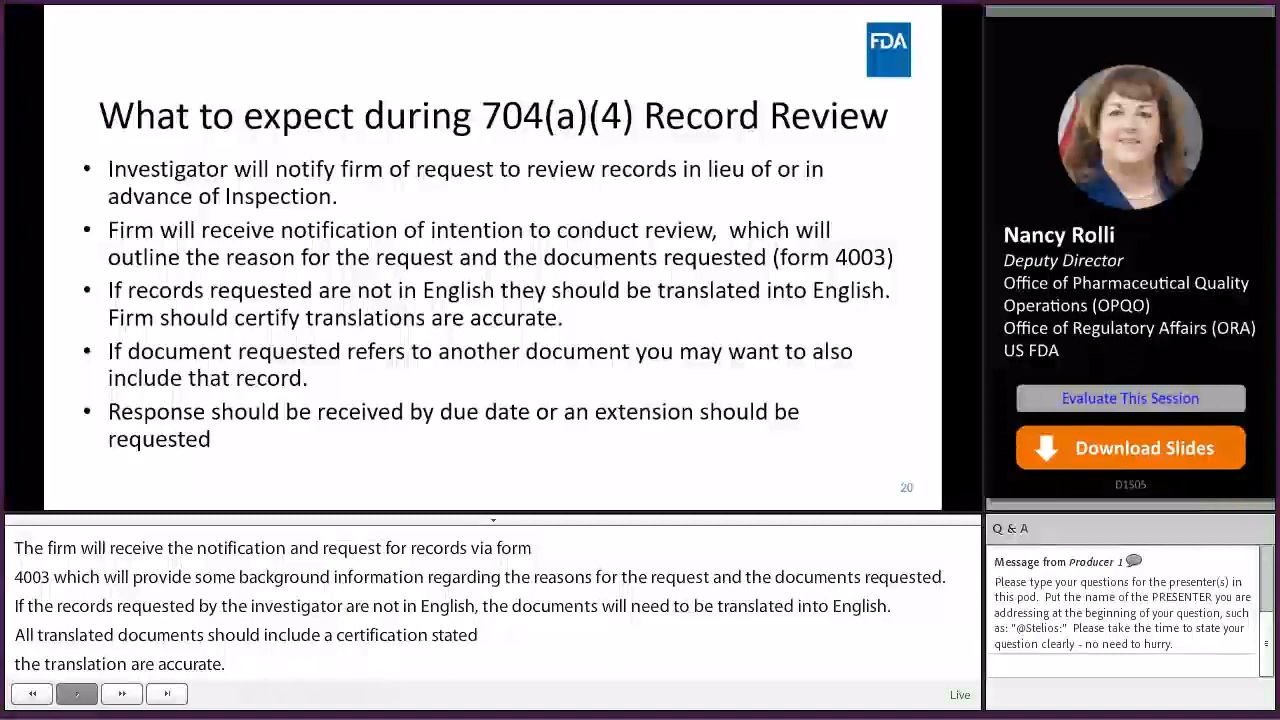 FDA
What to expect during 704(a)(4) Record Review
• Investigator will notify firm of request to review records in lieu of or in
advance of Inspection.
• Firm will receive notification of intention to conduct review,  which will
outline the reason for the request and the documents requested (form 4003)
• If records requested are not in English they should be translated into English.
Firm should certify translations are accurate.
• If document requested refers to another document you may want to also
include that record.
• Response should be received by due date or an extension should be
requested
20
Nancy Rolli
Deputy Director
Office of Pharmaceutical Quality
Operations (OPQO)
Office of Regulatory Affairs (ORA)
US FDA
Evaluate This Session
Download Slides
D1S05
The firm will receive the notification and request for records via form
4003 which will provide some background information regarding the reasons for the request and the documents requested.
If the records requested by the investigator are not in English, the documents will need to be translated into English.
All translated documents should include a certification stated
the translation are accurate.
Live
Q & A
Message from Producer 1
Please type your questions for the presenter(s) in
this pod.  Put the name of the PRESENTER you are
addressing at the beginning of your question, such
as: "@Stelios:"  Please take the time to state your
question clearly - no need to hurry.